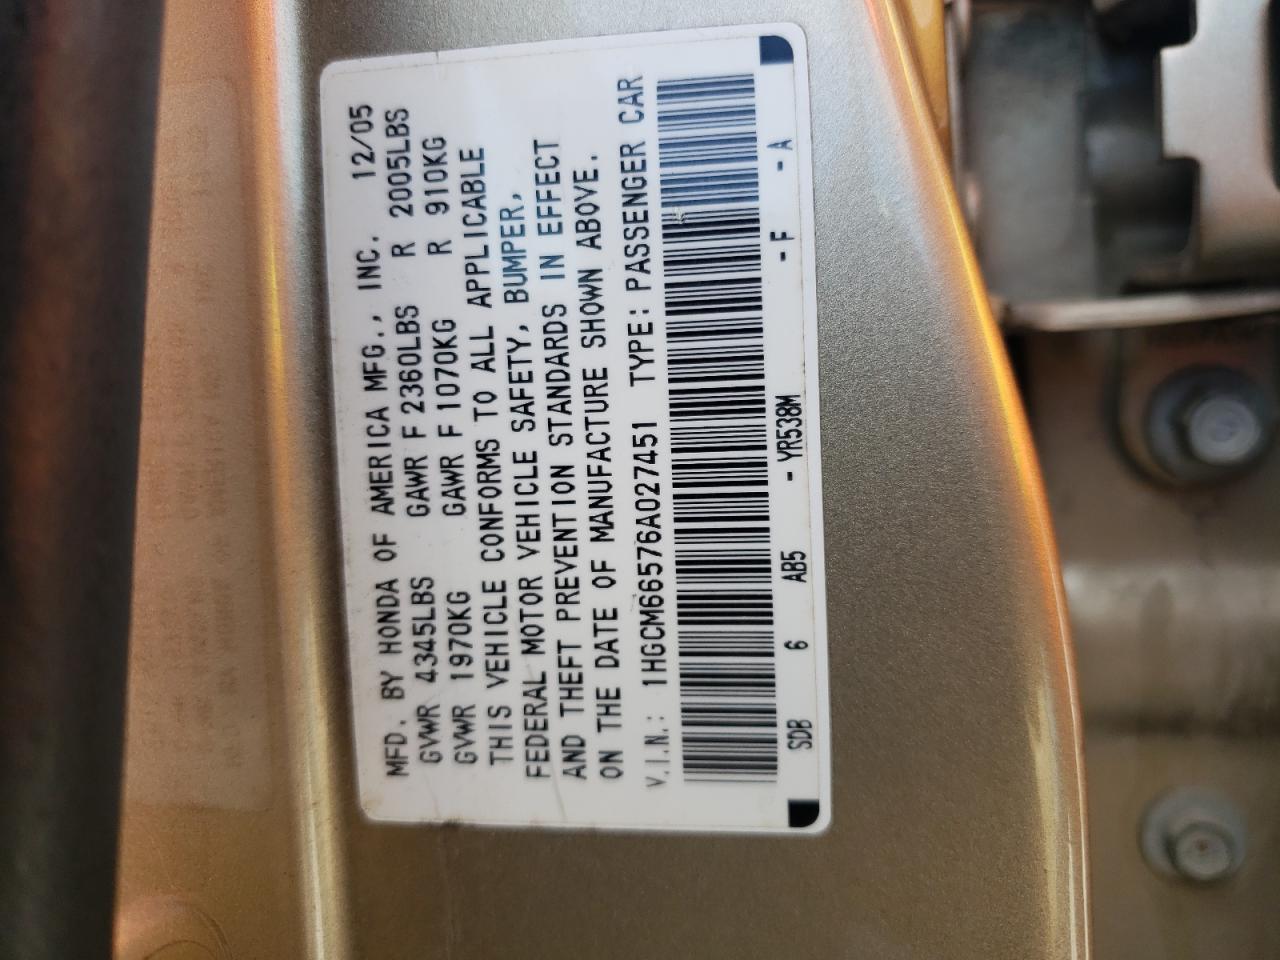 MFD. BY HONDA OF AMERICA MFG., INC. 12/05
GVWR 4345LBS GAWR F 2360LBS R 2005LBS
GVWR 1970KG GAWR F 1070KG R 910KG
THIS VEHICLE CONFORMS TO ALL APPLICABLE
FEDERAL MOTOR VEHICLE SAFETY, BUMPER,
AND THEFT PREVENTION STANDARDS IN EFFECT
ON THE DATE OF MANUFACTURE SHOWN ABOVE.
V.I.N.: 1HGCM66576A027451 TYPE: PASSENGER CAR
SDB 6 AB5 - YR538M - F - A